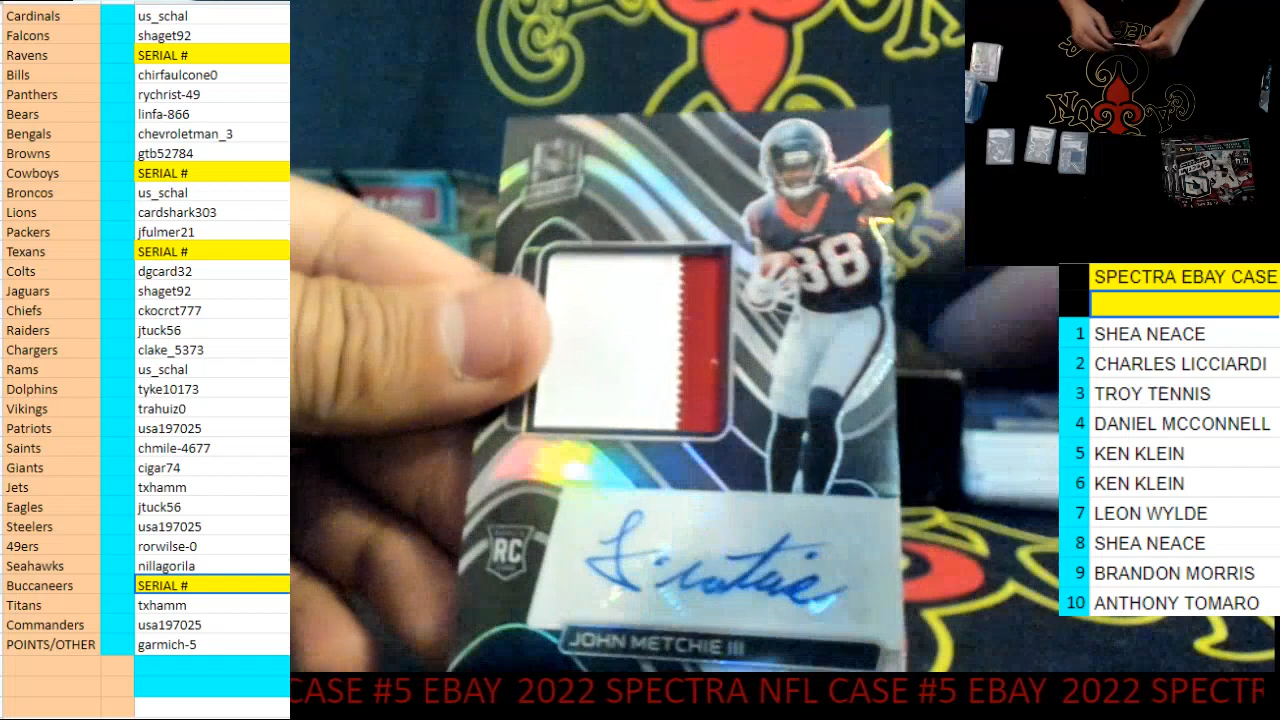 Cardinals us_schal
Falcons shaget92
Ravens SERIAL #
Bills chirfaulcone0
Panthers rychrist-49
Bears linfa-866
Bengals chevroletman_3
Browns gtb52784
Cowboys SERIAL #
Broncos us_schal
Lions cardshark303
Packers jfulmer21
Texans SERIAL #
Colts dgcard32
Jaguars shaget92
Chiefs ckocrct777
Raiders jtuck56
Chargers clake_5373
Rams us_schal
Dolphins tyke10173
Vikings trahuiz0
Patriots usa197025
Saints chmile-4677
Giants cigar74
Jets txhamm
Eagles jtuck56
Steelers usa197025
49ers rorwilse-0
Seahawks nillagorila
Buccaneers SERIAL #
Titans txhamm
Commanders usa197025
POINTS/OTHER garmich-5
88
RC
JOHN METCHIE III
SPECTRA EBAY CASE
1 SHEA NEACE
2 CHARLES LICCIARDI
3 TROY TENNIS
4 DANIEL MCCONNELL
5 KEN KLEIN
6 KEN KLEIN
7 LEON WYLDE
8 SHEA NEACE
9 BRANDON MORRIS
10 ANTHONY TOMARO
CASE #5 EBAY 2022 SPECTRA NFL CASE #5 EBAY 2022 SPECTR